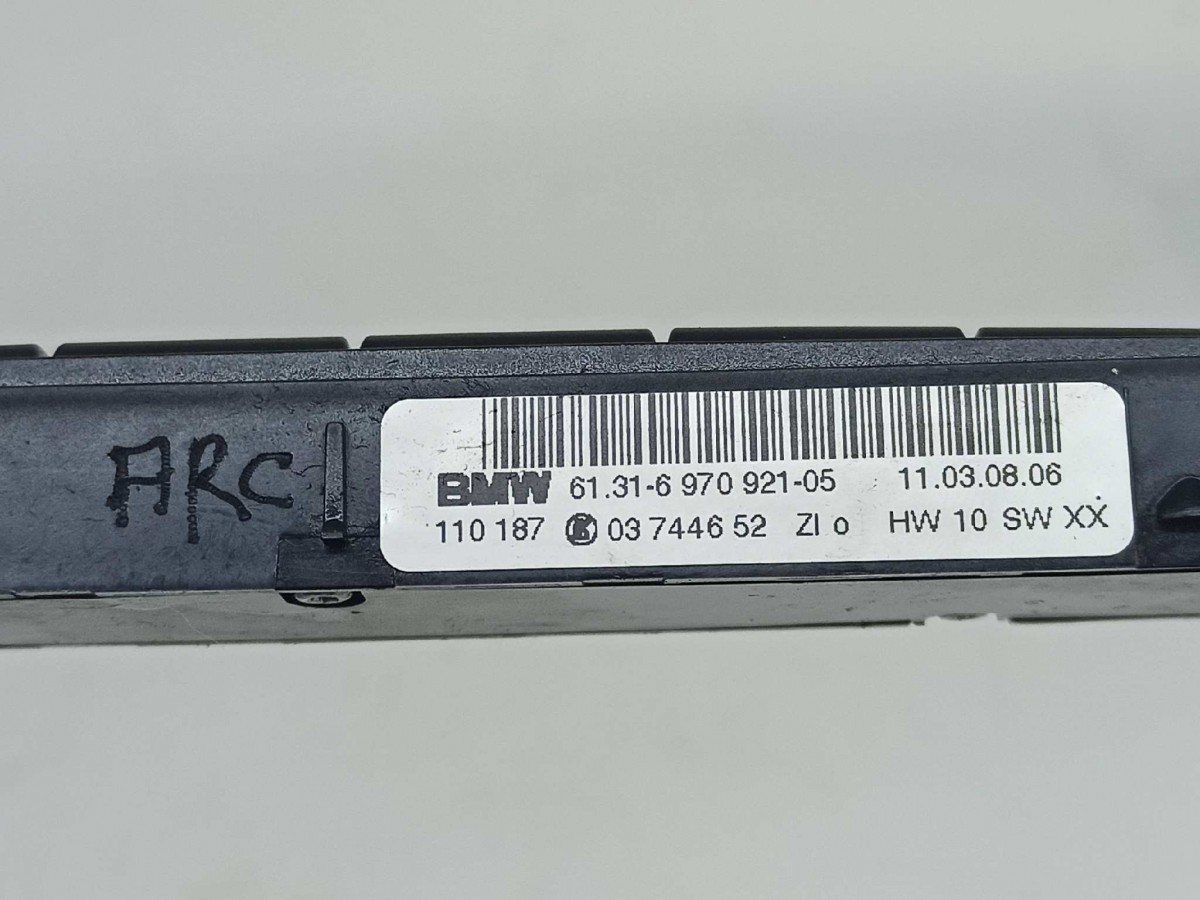 ARC
BMW 61.31-6 970 921-05 11.03.08.06
110 187 K 03 7446 52 ZI o HW 10 SW XX